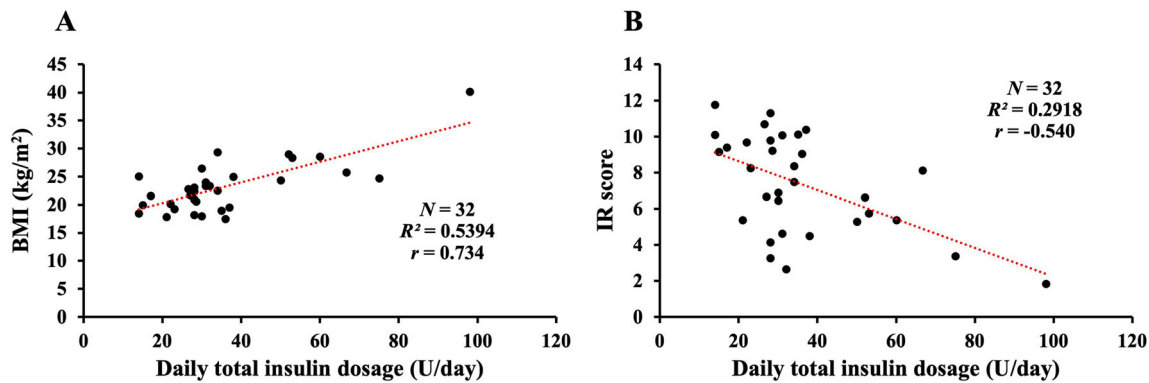 A
BMI (kg/m²)
45
40
35
30
25
20
15
10
5
0
0 20 40 60 80 100 120
Daily total insulin dosage (U/day)
N = 32
R² = 0.5394
r = 0.734
B
IR score
14
12
10
8
6
4
2
0
0 20 40 60 80 100 120
Daily total insulin dosage (U/day)
N = 32
R² = 0.2918
r = -0.540